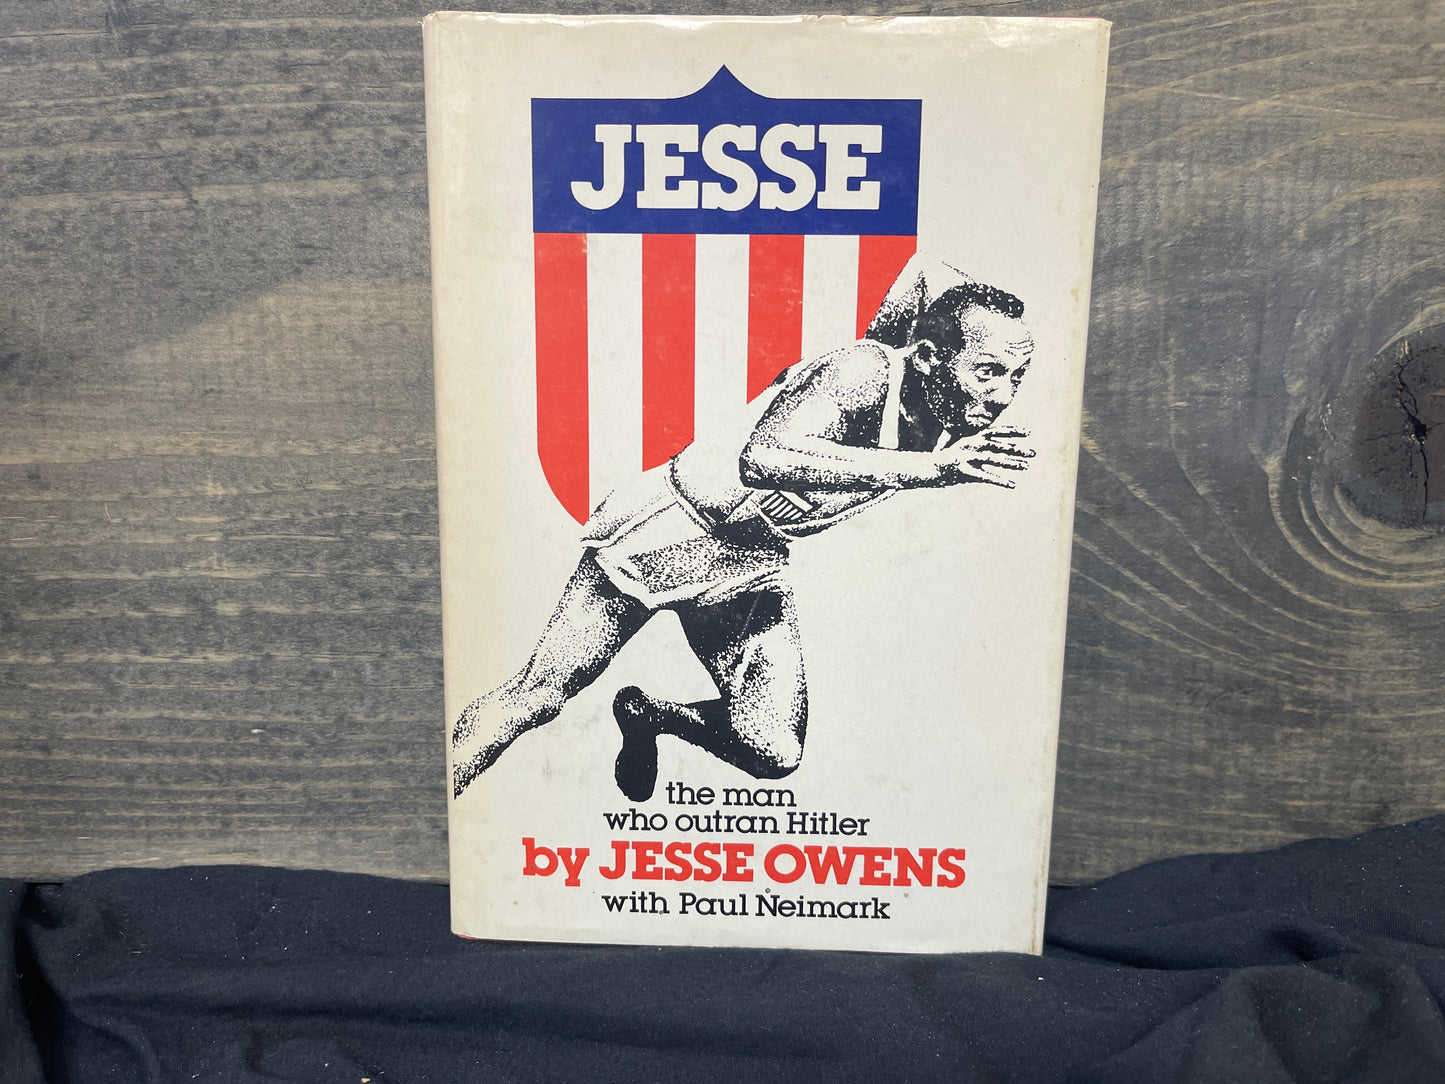 JESSE
the man
who outran Hitler
by JESSE OWENS
with Paul Neimark